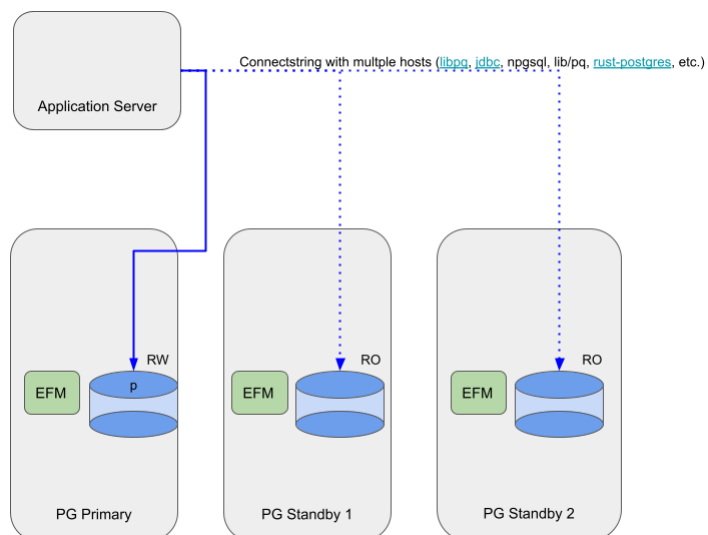 Connectstring with multple hosts (libpq, jdbc, npgsql, lib/pq, rust-postgres, etc.)
Application Server
RW
RO
RO
p
EFM
EFM
EFM
PG Primary
PG Standby 1
PG Standby 2